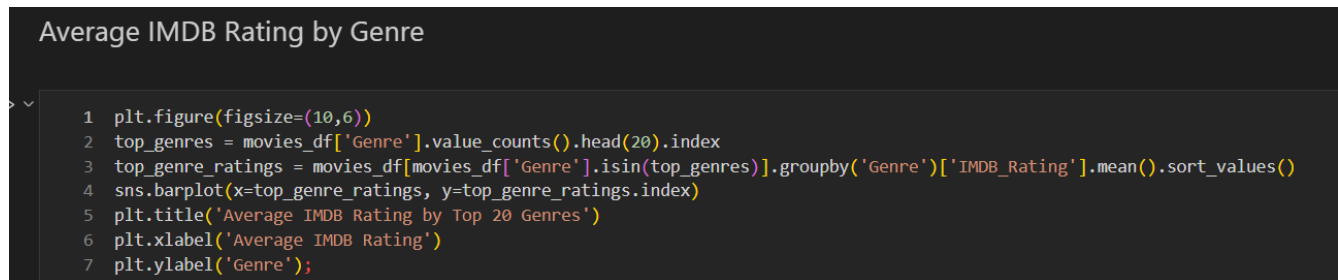 Average IMDB Rating by Genre
1 plt.figure(figsize=(10,6))
2 top_genres = movies_df['Genre'].value_counts().head(20).index
3 top_genre_ratings = movies_df[movies_df['Genre'].isin(top_genres)].groupby('Genre')['IMDB_Rating'].mean().sort_values()
4 sns.barplot(x=top_genre_ratings, y=top_genre_ratings.index)
5 plt.title('Average IMDB Rating by Top 20 Genres')
6 plt.xlabel('Average IMDB Rating')
7 plt.ylabel('Genre');